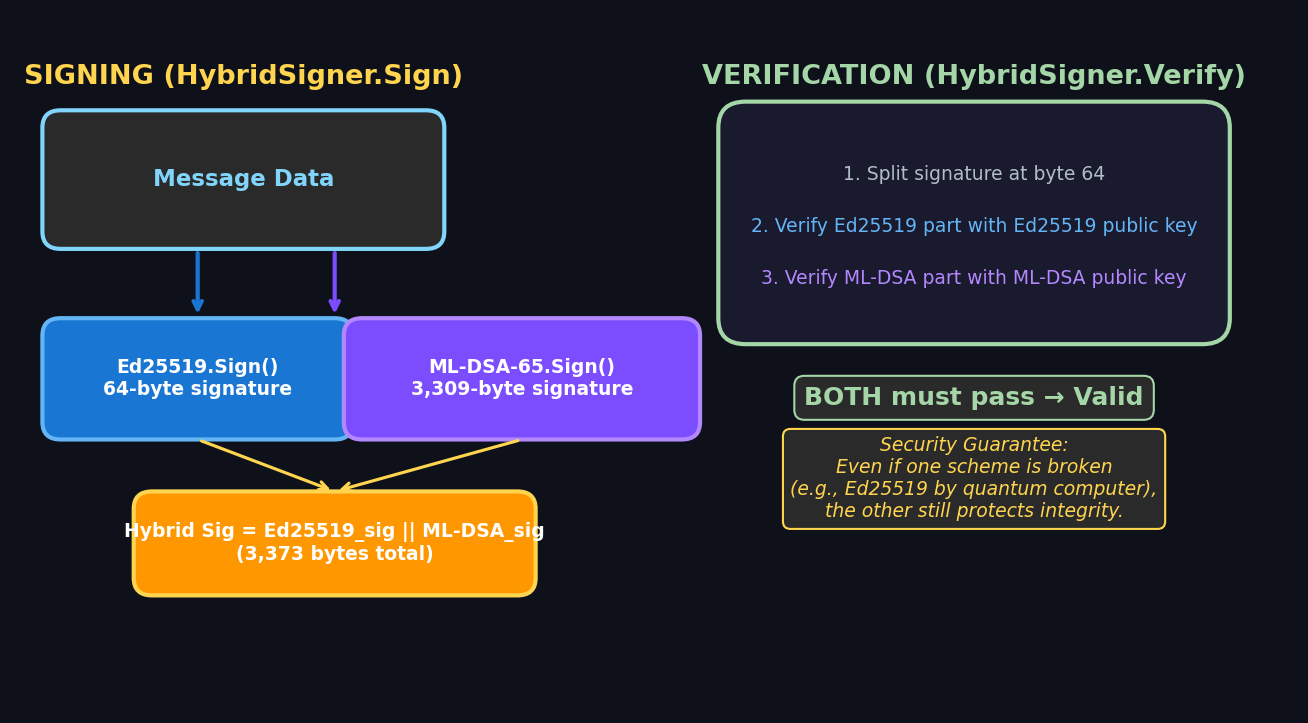 SIGNING (HybridSigner.Sign)
Message Data
Ed25519.Sign()
64-byte signature
ML-DSA-65.Sign()
3,309-byte signature
Hybrid Sig = Ed25519_sig || ML-DSA_sig
(3,373 bytes total)
VERIFICATION (HybridSigner.Verify)
1. Split signature at byte 64
2. Verify Ed25519 part with Ed25519 public key
3. Verify ML-DSA part with ML-DSA public key
BOTH must pass → Valid
Security Guarantee:
Even if one scheme is broken
(e.g., Ed25519 by quantum computer),
the other still protects integrity.